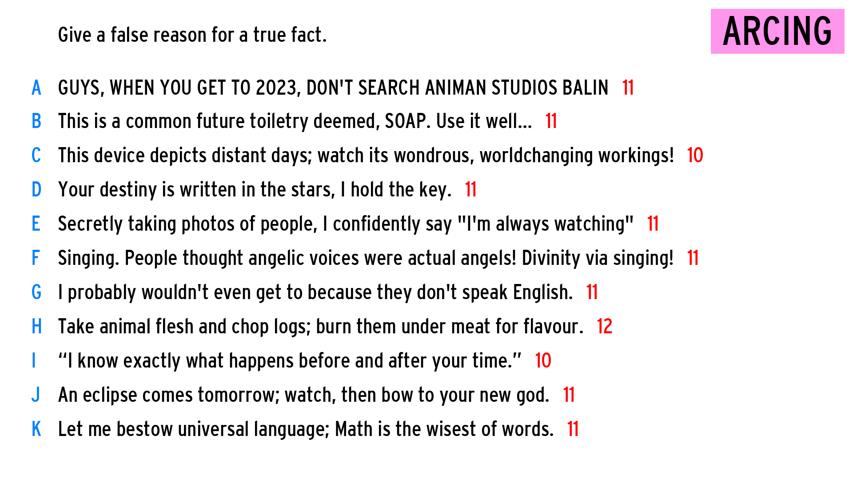 Give a false reason for a true fact.
ARCING
A GUYS, WHEN YOU GET TO 2023, DON'T SEARCH ANIMAN STUDIOS BALIN 11
B This is a common future toiletry deemed, SOAP. Use it well... 11
C This device depicts distant days; watch its wondrous, worldchanging workings! 10
D Your destiny is written in the stars, I hold the key. 11
E Secretly taking photos of people, I confidently say "I'm always watching" 11
F Singing. People thought angelic voices were actual angels! Divinity via singing! 11
G I probably wouldn't even get to because they don't speak English. 11
H Take animal flesh and chop logs; burn them under meat for flavour. 12
I “I know exactly what happens before and after your time.” 10
J An eclipse comes tomorrow; watch, then bow to your new god. 11
K Let me bestow universal language; Math is the wisest of words. 11